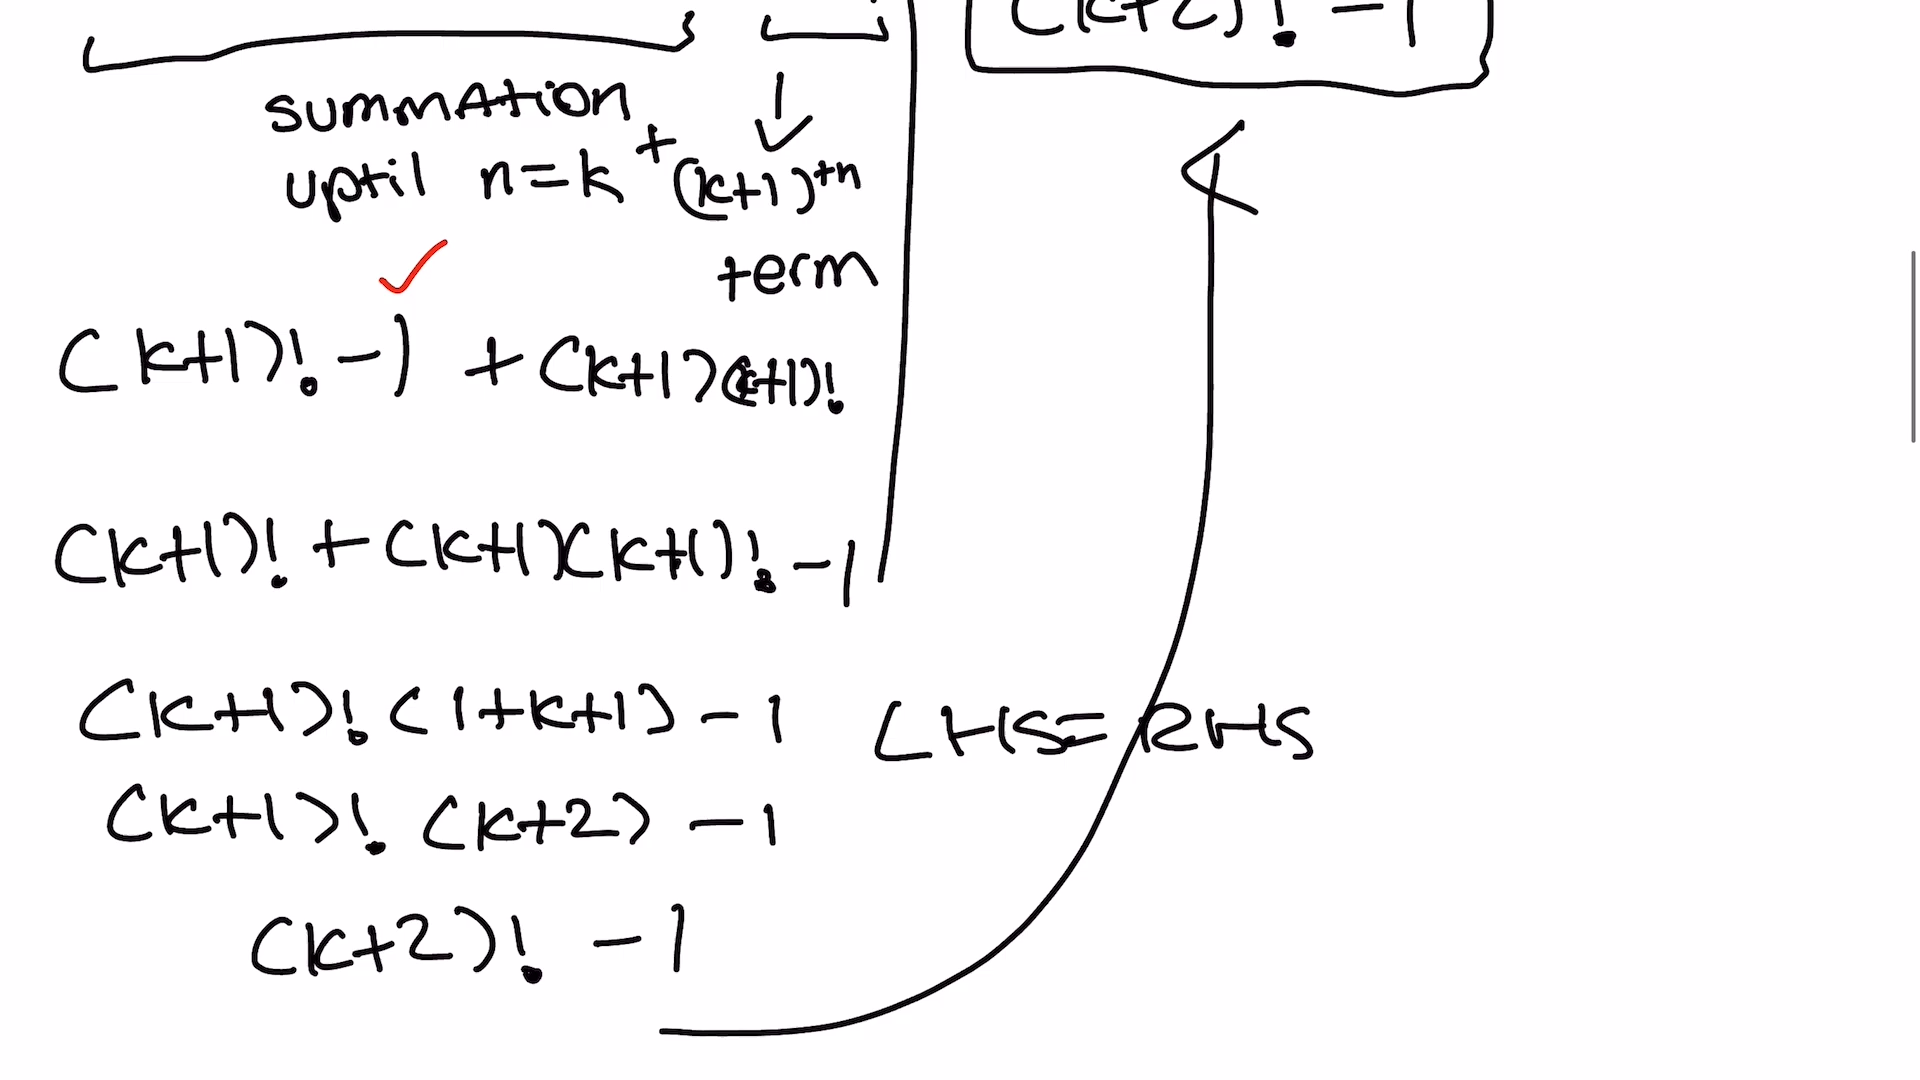 (k+2)! - 1
summation + ↓
uptil n=k (k+1)th
term
✓
(k+1)! - 1 + (k+1)(k+1)!
(k+1)! + (k+1)(k+1)! - 1
(k+1)! (1+k+1) - 1 LHS=RHS
(k+1)! (k+2) - 1
(k+2)! - 1